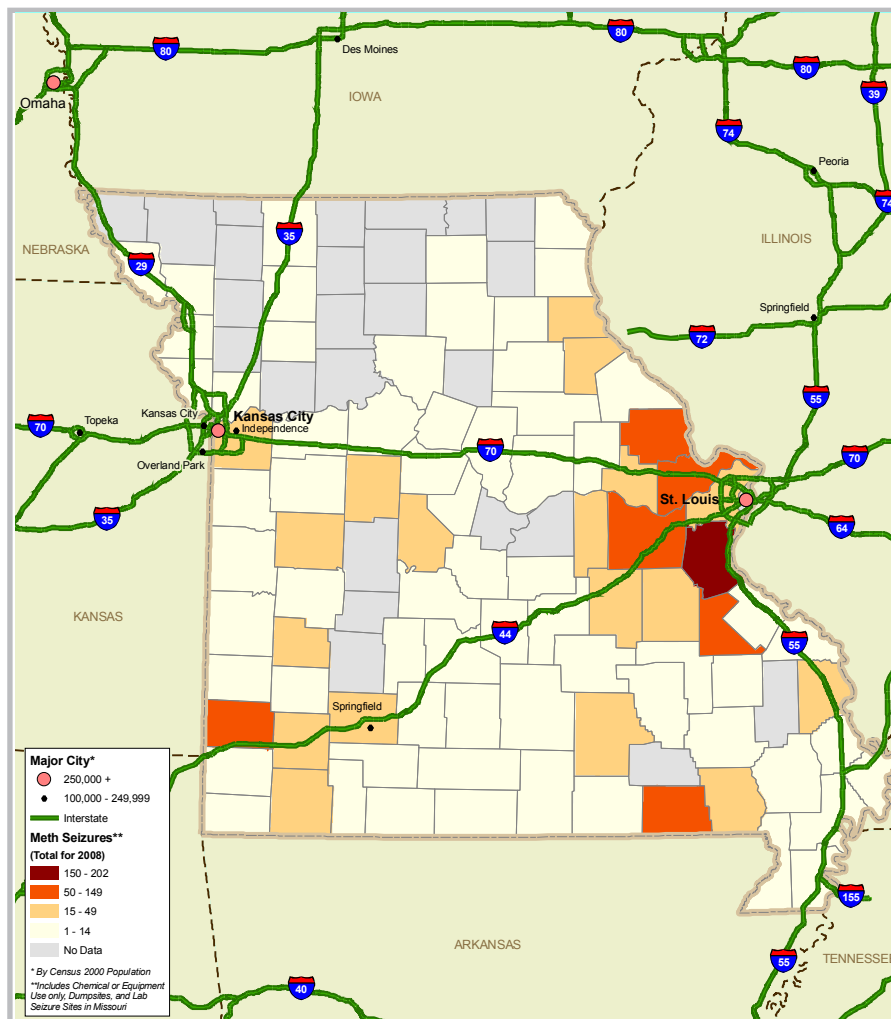 80
Des Moines
80
80
39
Omaha
IOWA
74
Peoria
74
35
NEBRASKA
ILLINOIS
29
Springfield
72
55
Kansas City
Kansas City
Independence
70
Topeka
Overland Park
70
70
St. Louis
35
64
KANSAS
44
55
Springfield
Major City*
250,000 +
100,000 - 249,999
Interstate
Meth Seizures**
(Total for 2008)
150 - 202
50 - 149
15 - 49
1 - 14
No Data
* By Census 2000 Population
**Includes Chemical or Equipment
Use only, Dumpsites, and Lab
Seizure Sites in Missouri
155
ARKANSAS
55
TENNESSEE
40